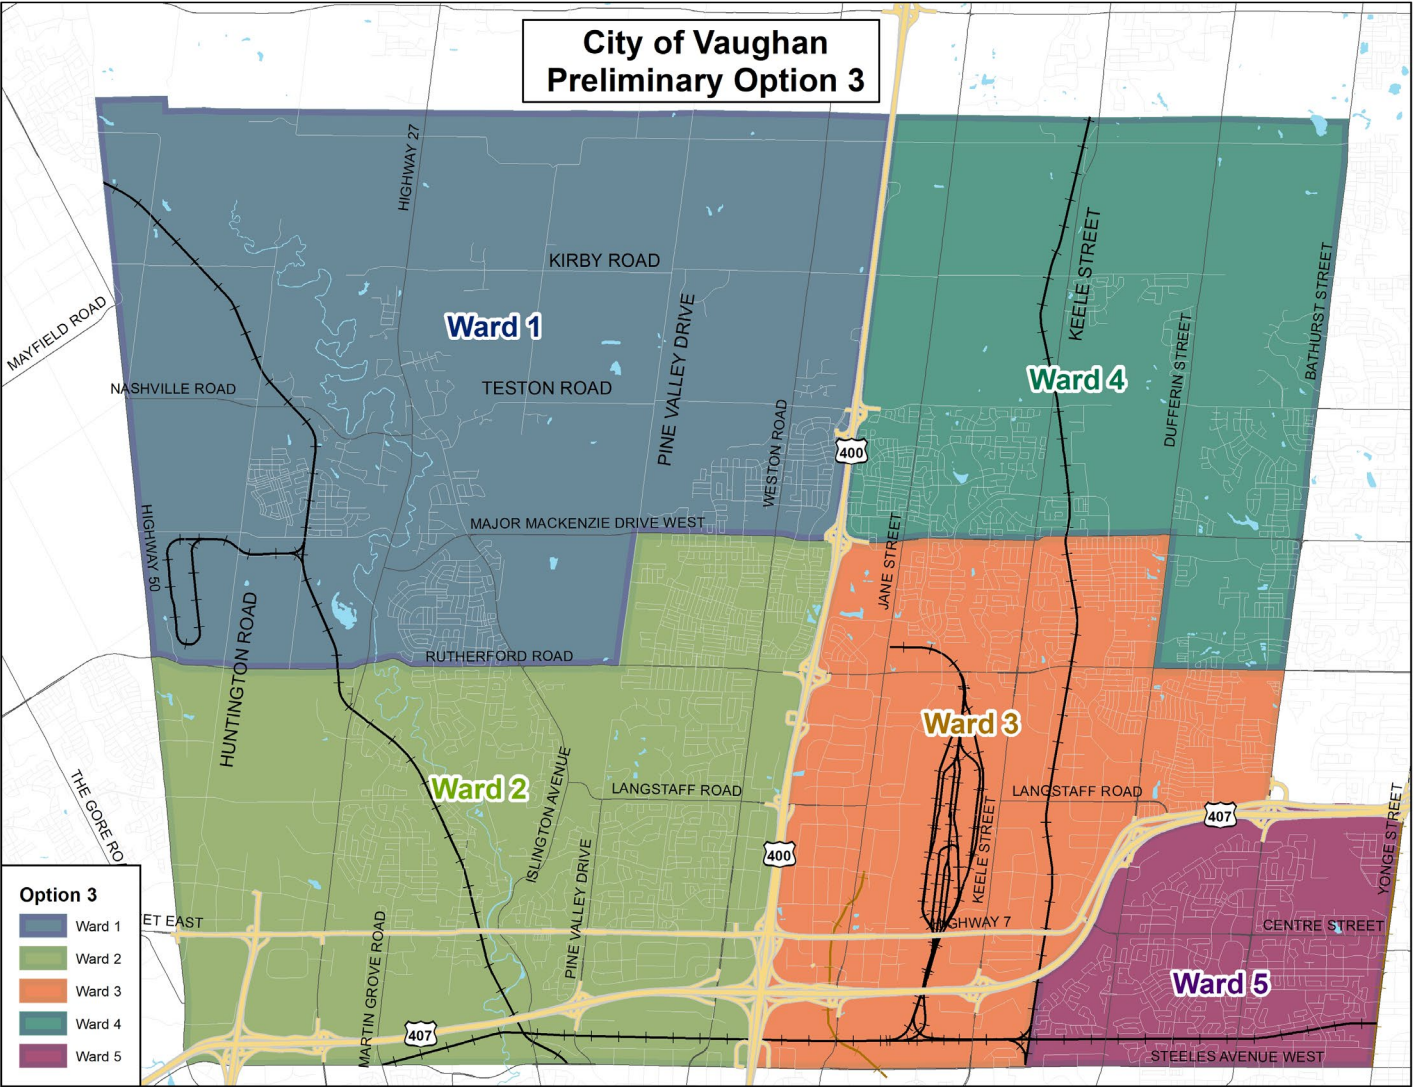 City of Vaughan
Preliminary Option 3
HIGHWAY 27
KIRBY ROAD
KEELE STREET
BATHURST STREET
MAYFIELD ROAD
Ward 1
PINE VALLEY DRIVE
DUFFERIN STREET
NASHVILLE ROAD
TESTON ROAD
Ward 4
WESTON ROAD
400
HIGHWAY 50
MAJOR MACKENZIE DRIVE WEST
JANE STREET
HUNTINGTON ROAD
RUTHERFORD ROAD
Ward 3
THE GORE RO
Ward 2
ISLINGTON AVENUE
LANGSTAFF ROAD
LANGSTAFF ROAD
407
YONGE STREET
400
KEELE STREET
PINE VALLEY DRIVE
Option 3
Ward 1
Ward 2
Ward 3
Ward 4
Ward 5
ET EAST
MARTIN GROVE ROAD
IGHWAY 7
CENTRE STREET
Ward 5
407
STEELES AVENUE WEST